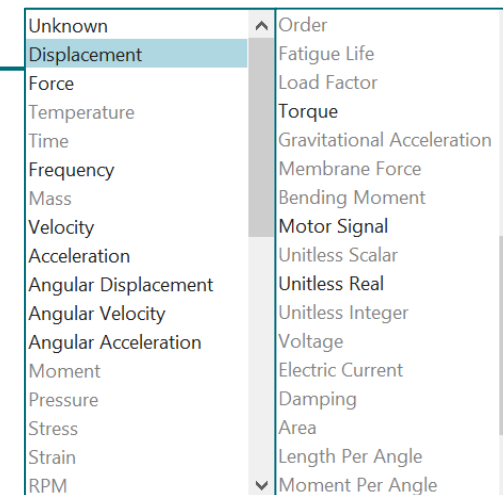 Unknown
Displacement
Force
Temperature
Time
Frequency
Mass
Velocity
Acceleration
Angular Displacement
Angular Velocity
Angular Acceleration
Moment
Pressure
Stress
Strain
RPM
Order
Fatigue Life
Load Factor
Torque
Gravitational Acceleration
Membrane Force
Bending Moment
Motor Signal
Unitless Scalar
Unitless Real
Unitless Integer
Voltage
Electric Current
Damping
Area
Length Per Angle
Moment Per Angle